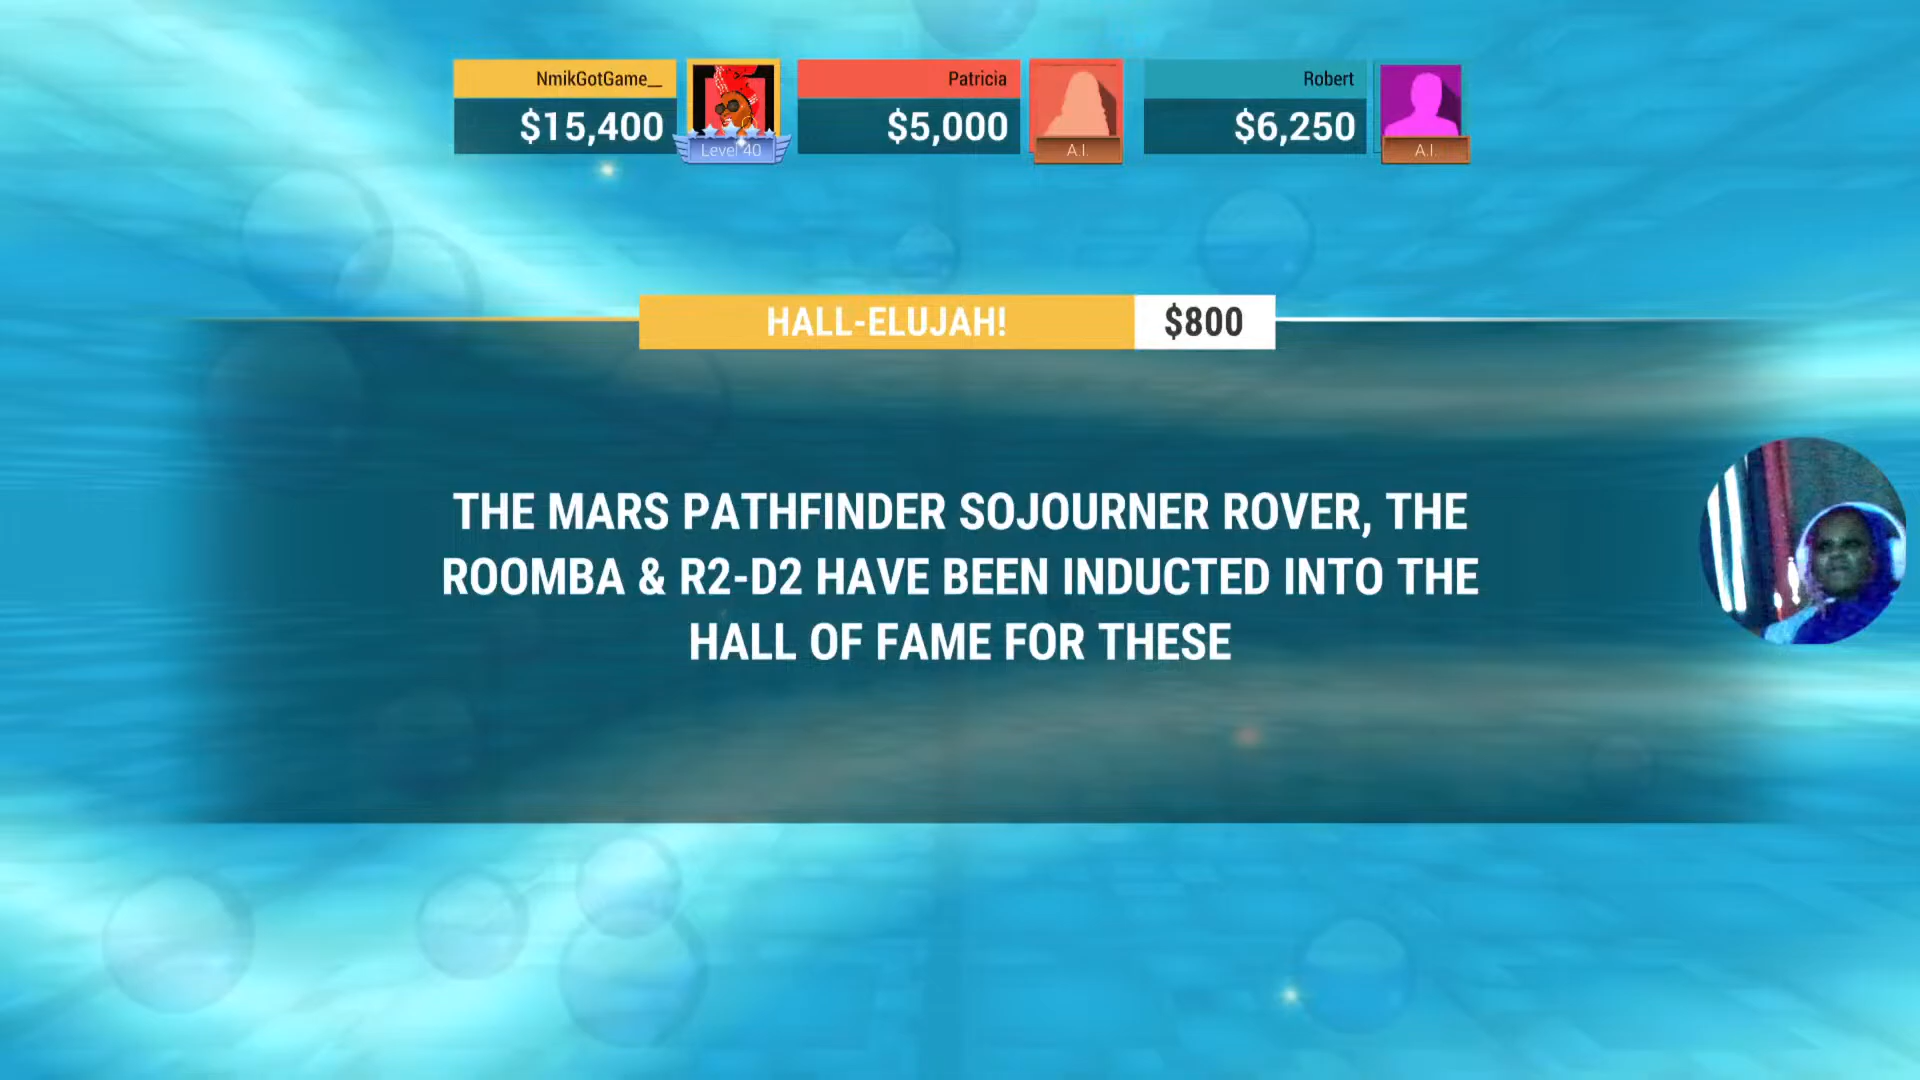 NmikGotGame__
$15,400
Level 40
Patricia
$5,000
A.I.
Robert
$6,250
A.I.
HALL-ELUJAH!
$800
THE MARS PATHFINDER SOJOURNER ROVER, THE
ROOMBA & R2-D2 HAVE BEEN INDUCTED INTO THE
HALL OF FAME FOR THESE